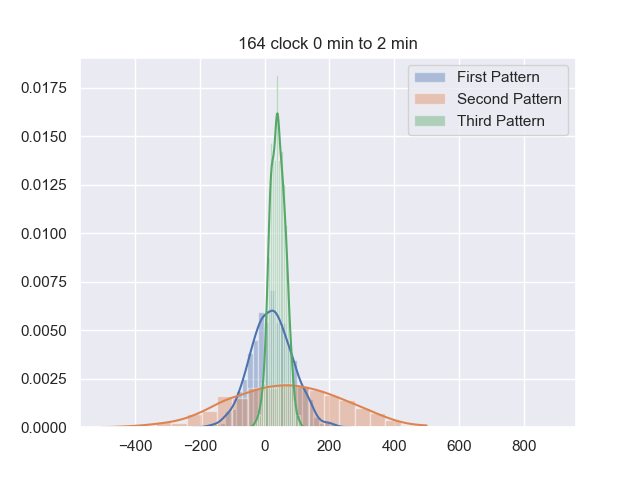 164 clock 0 min to 2 min
First Pattern
Second Pattern
Third Pattern
0.0175
0.0150
0.0125
0.0100
0.0075
0.0050
0.0025
0.0000
−400 −200 0 200 400 600 800